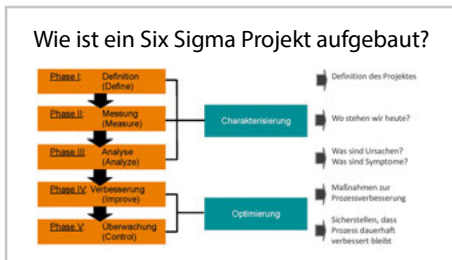 Wie ist ein Six Sigma Projekt aufgebaut?
Phase I: Definition
(Define)
Definition des Projektes
Phase II: Messung
(Measure)
Charakterisierung
Wo stehen wir heute?
Phase III: Analyse
(Analyze)
Was sind Ursachen?
Was sind Symptome?
Phase IV: Verbesserung
(Improve)
Maßnahmen zur
Prozessverbesserung
Optimierung
Phase V: Überwachung
(Control)
Sicherstellen, dass
Prozess dauerhaft
verbessert bleibt